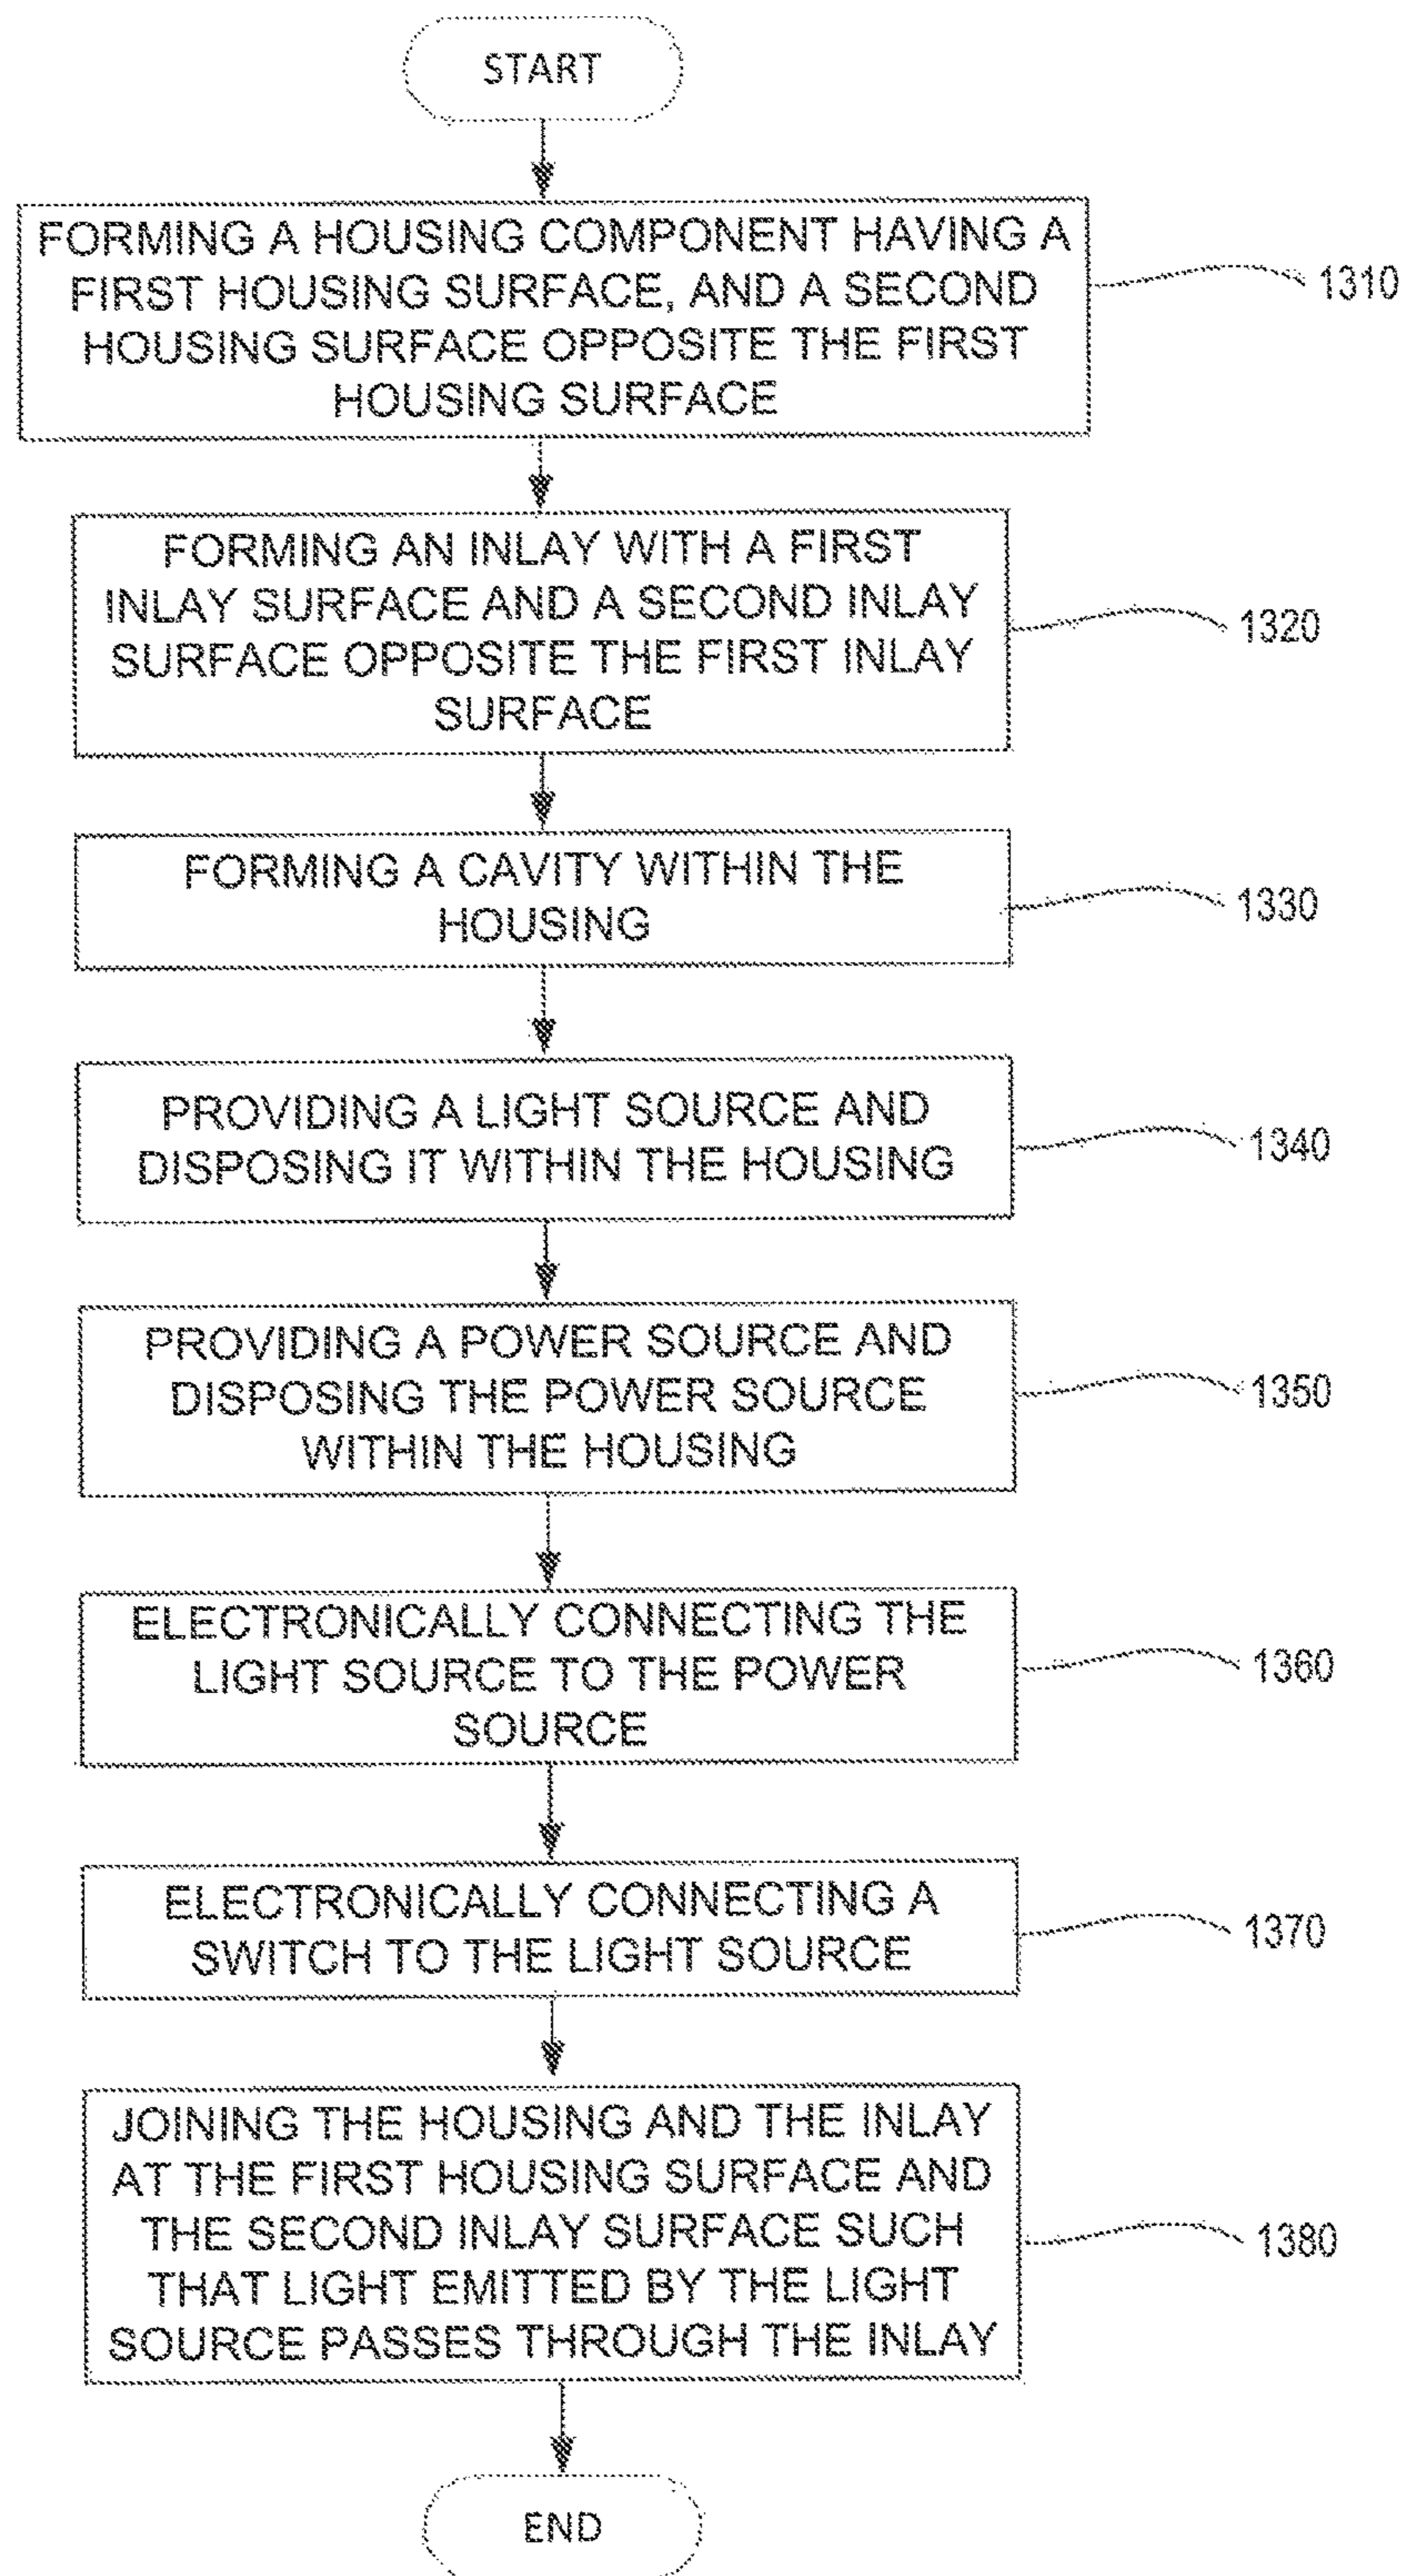 START
FORMING A HOUSING COMPONENT HAVING A
FIRST HOUSING SURFACE, AND A SECOND
HOUSING SURFACE OPPOSITE THE FIRST
HOUSING SURFACE
1310
FORMING AN INLAY WITH A FIRST
INLAY SURFACE AND A SECOND INLAY
SURFACE OPPOSITE THE FIRST INLAY
SURFACE
1320
FORMING A CAVITY WITHIN THE
HOUSING
1330
PROVIDING A LIGHT SOURCE AND
DISPOSING IT WITHIN THE HOUSING
1340
PROVIDING A POWER SOURCE AND
DISPOSING THE POWER SOURCE
WITHIN THE HOUSING
1350
ELECTRONICALLY CONNECTING THE
LIGHT SOURCE TO THE POWER
SOURCE
1360
ELECTRONICALLY CONNECTING A
SWITCH TO THE LIGHT SOURCE
1370
JOINING THE HOUSING AND THE INLAY
AT THE FIRST HOUSING SURFACE AND
THE SECOND INLAY SURFACE SUCH
THAT LIGHT EMITTED BY THE LIGHT
SOURCE PASSES THROUGH THE INLAY
1380
END